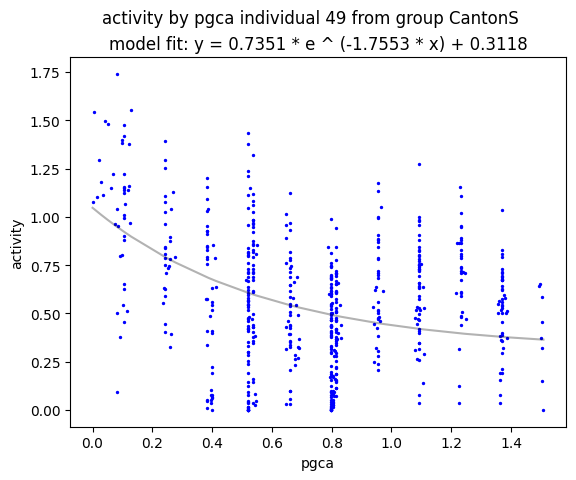 activity by pgca individual 49 from group CantonS
model fit: y = 0.7351 * e ^ (-1.7553 * x) + 0.3118
1.75
1.50
1.25
1.00
0.75
0.50
0.25
0.00
activity
0.0 0.2 0.4 0.6 0.8 1.0 1.2 1.4
pgca